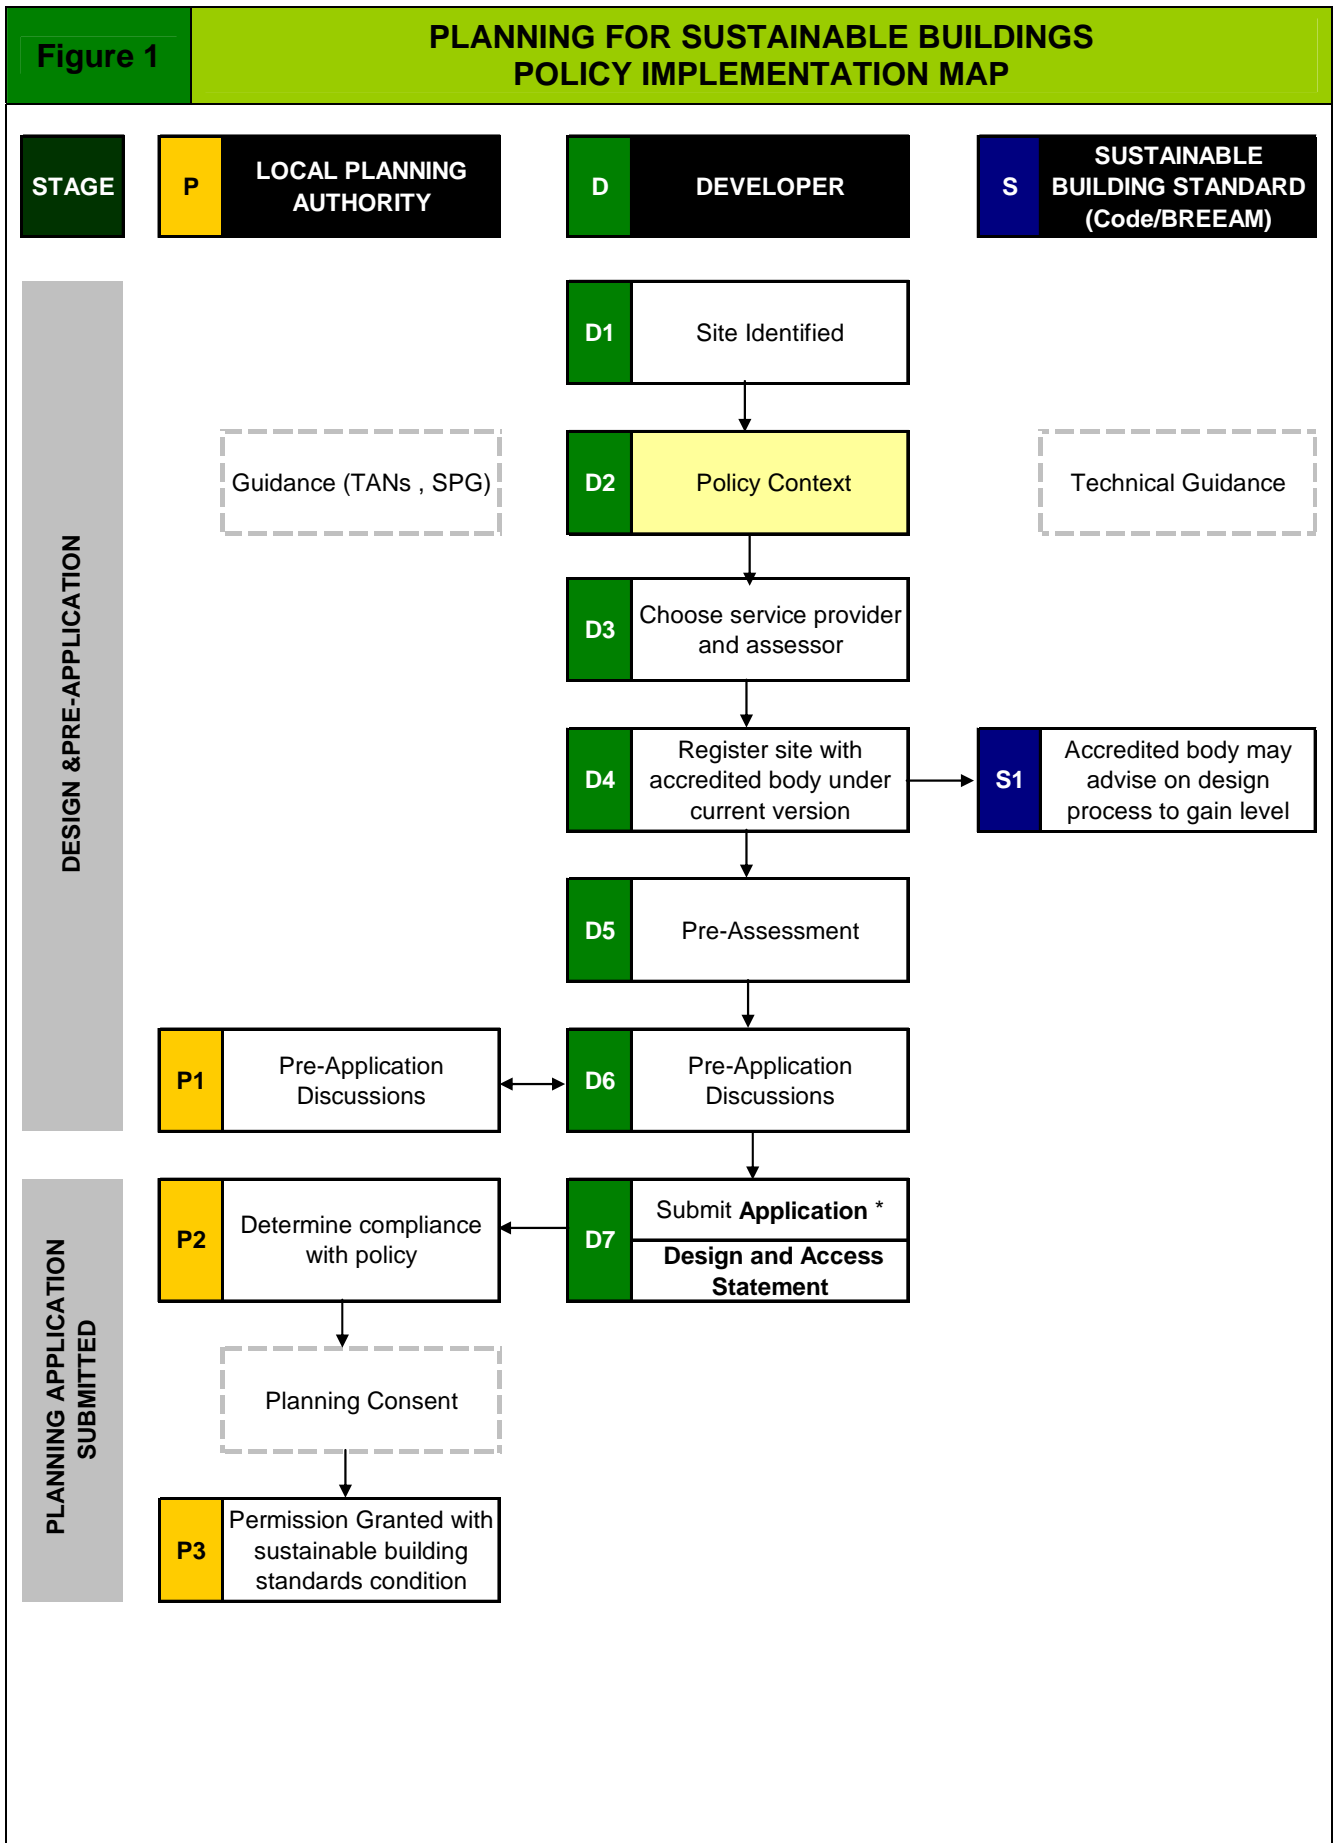 Figure 1
PLANNING FOR SUSTAINABLE BUILDINGS
POLICY IMPLEMENTATION MAP
STAGE
P
LOCAL PLANNING
AUTHORITY
D
DEVELOPER
S
SUSTAINABLE
BUILDING STANDARD
(Code/BREEAM)
DESIGN &PRE-APPLICATION
D1
Site Identified
Guidance (TANs , SPG)
D2
Policy Context
Technical Guidance
D3
Choose service provider
and assessor
D4
Register site with
accredited body under
current version
S1
Accredited body may
advise on design
process to gain level
D5
Pre-Assessment
P1
Pre-Application
Discussions
D6
Pre-Application
Discussions
PLANNING APPLICATION
SUBMITTED
P2
Determine compliance
with policy
D7
Submit Application *
Design and Access
Statement
Planning Consent
P3
Permission Granted with
sustainable building
standards condition